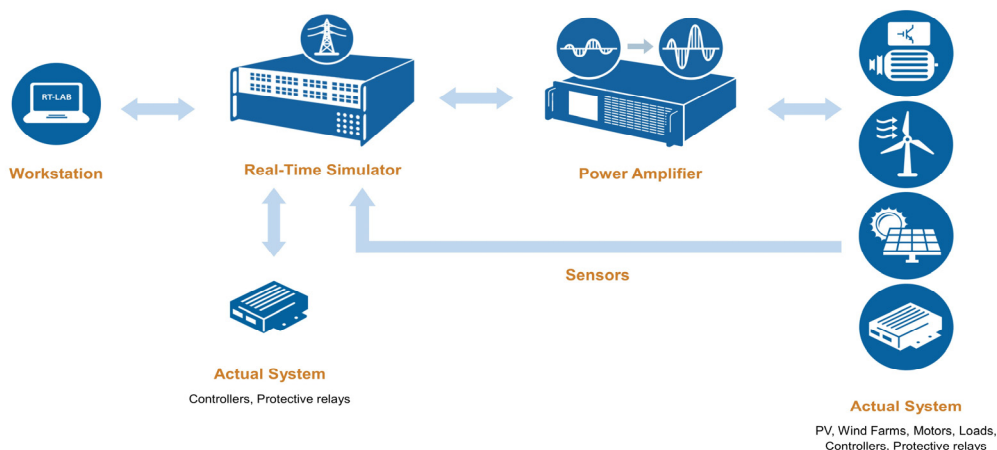 RT-LAB
Workstation
Real-Time Simulator
Power Amplifier
Sensors
Actual System
Controllers, Protective relays
Actual System
PV, Wind Farms, Motors, Loads,
Controllers, Protective relays